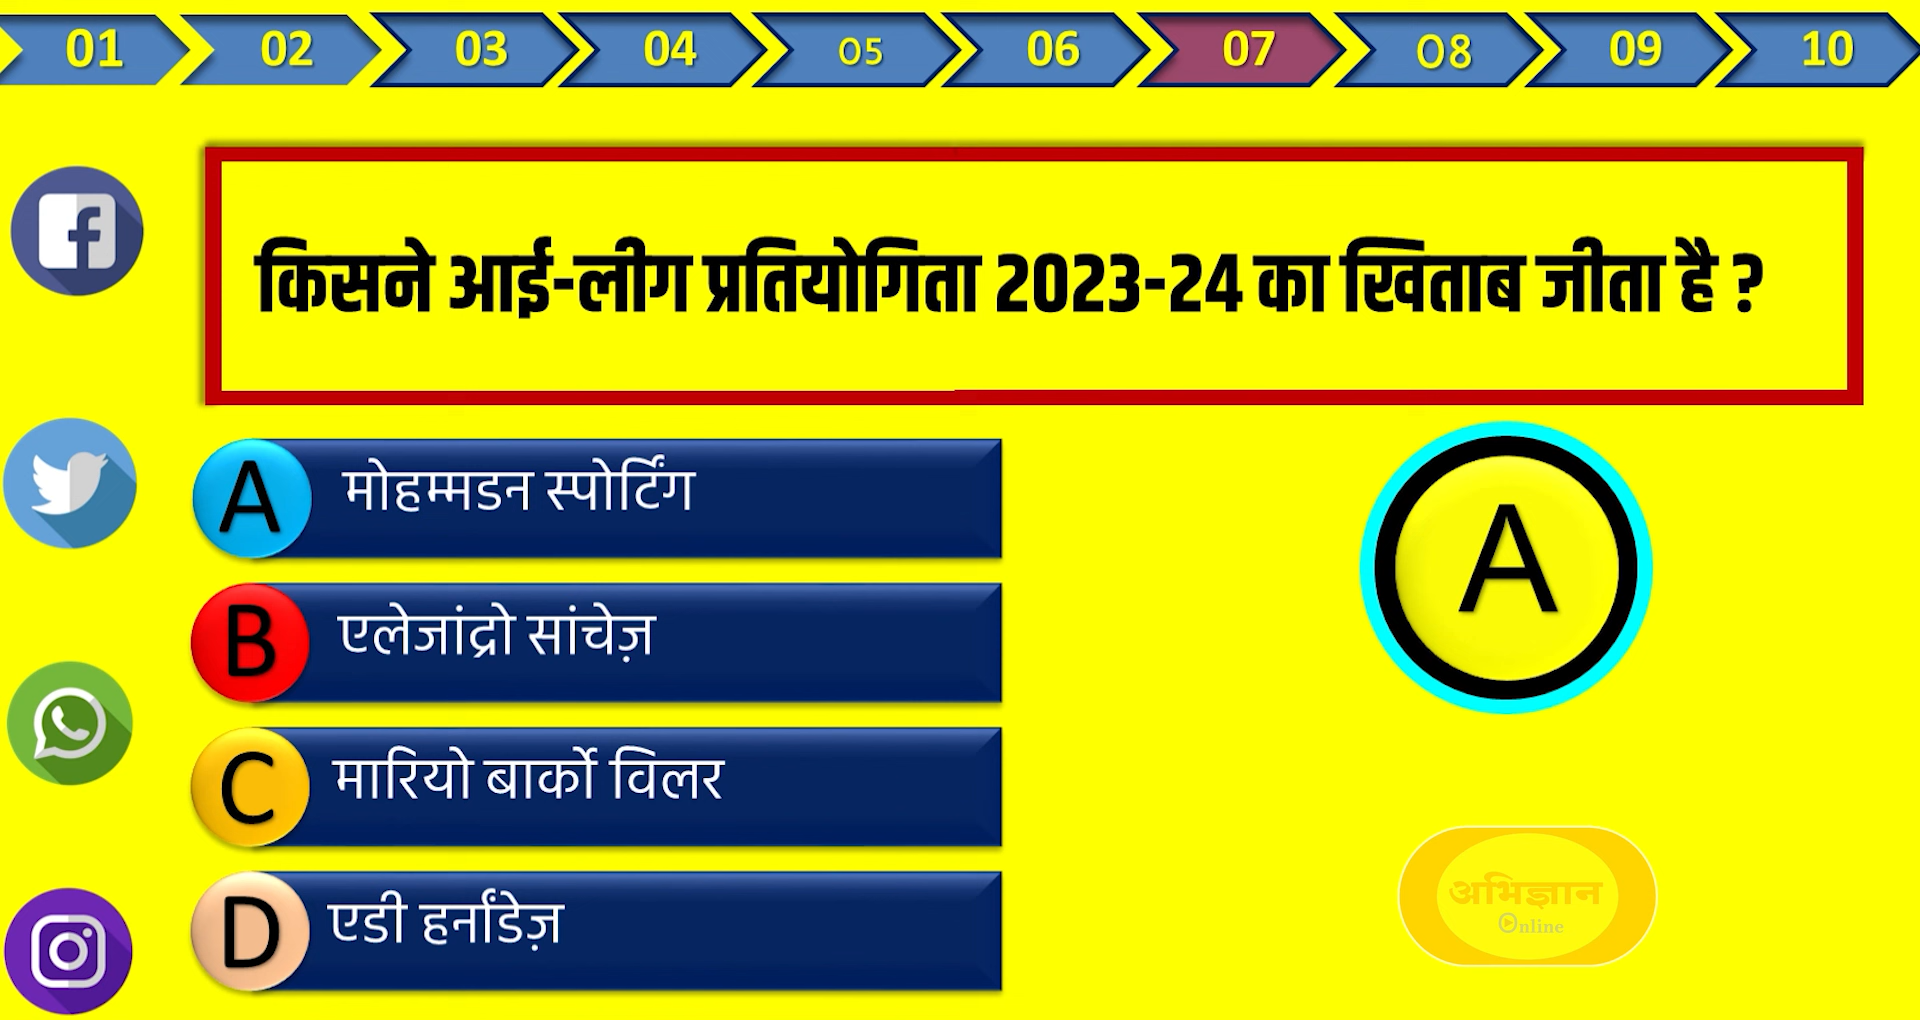 01 02 03 04 05 06 07 08 09 10
किसने आई-लीग प्रतियोगिता 2023-24 का खिताब जीता है ?
A मोहम्मडन स्पोर्टिंग
B एलेजांद्रो सांचेज़
C मारियो बार्को विलर
D एडी हर्नांडेज़
A
अभिज्ञान
Online